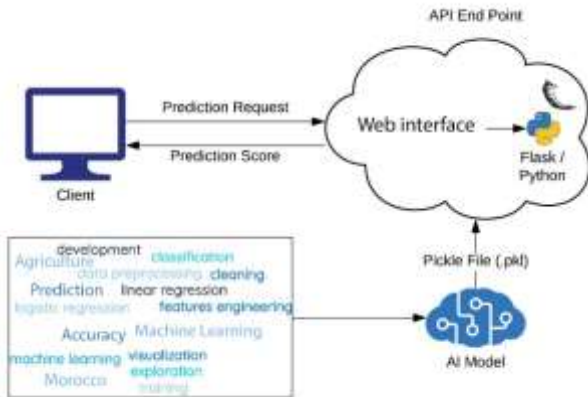 API End Point
Prediction Request
Web interface
Prediction Score
Flask /
Python
Client
development
classification
Agriculture
data preprocessing
cleaning
Pickle File (.pkl)
Prediction
linear regression
logistic regression
features engineering
Accuracy
Machine Learning
machine learning
visualization
AI Model
exploration
Morocco
training